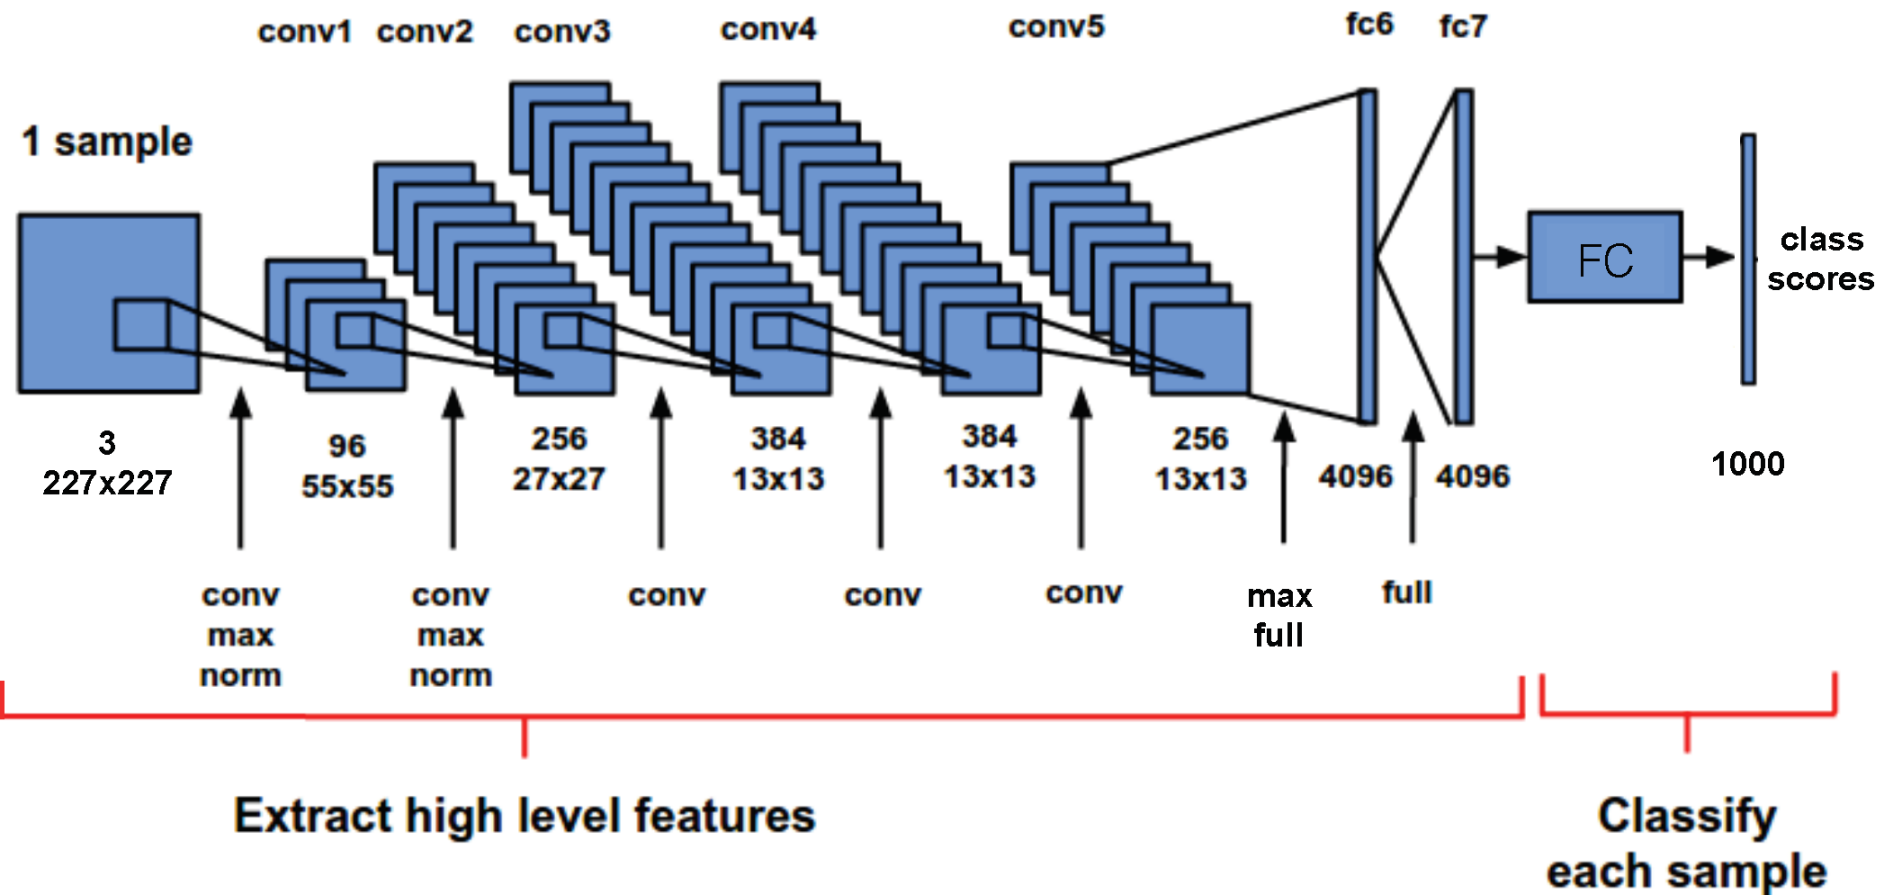 conv1 conv2 conv3 conv4 conv5 fc6 fc7
1 sample
FC
class
scores
3
227x227
96
55x55
256
27x27
384
13x13
384
13x13
256
13x13
4096
4096
1000
conv
max
norm
conv
max
norm
conv
conv
conv
max
full
full
Extract high level features
Classify
each sample